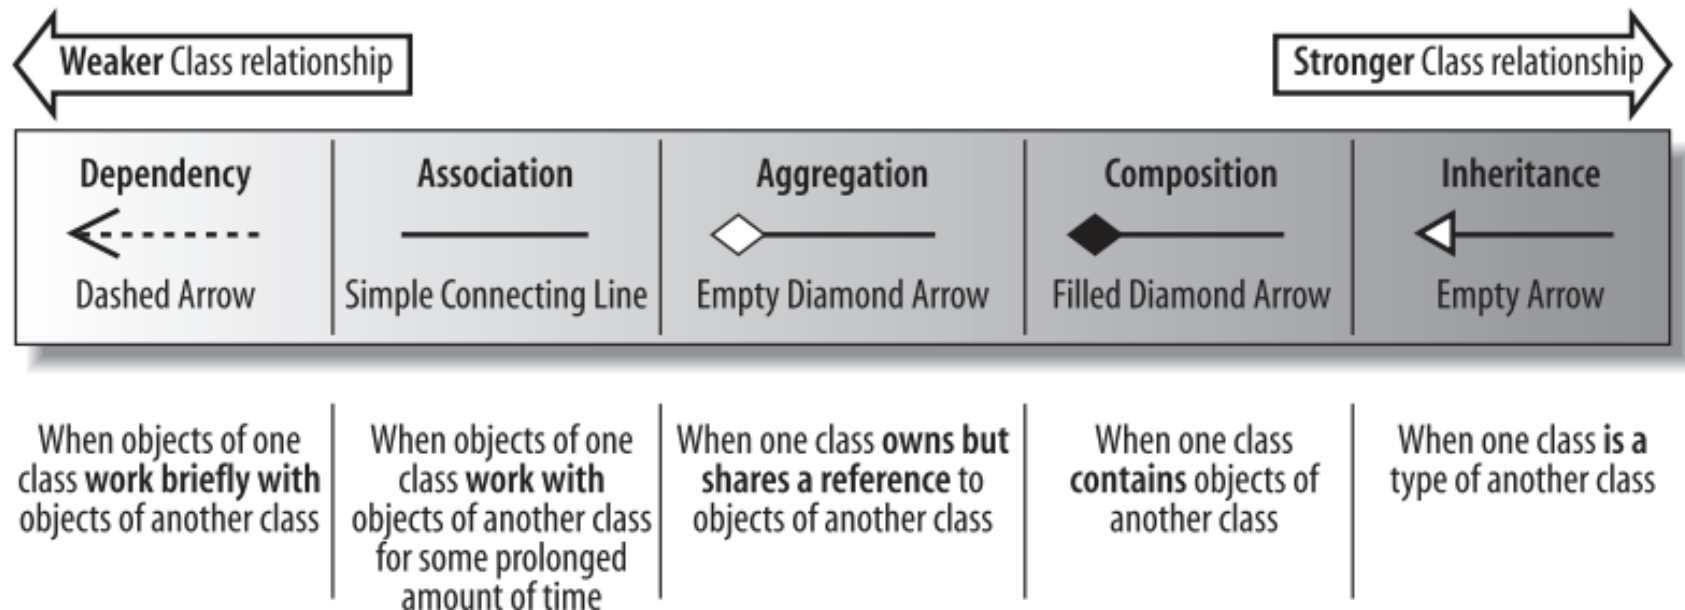 Weaker Class relationship
Stronger Class relationship
Dependency
Dashed Arrow
Association
Simple Connecting Line
Aggregation
Empty Diamond Arrow
Composition
Filled Diamond Arrow
Inheritance
Empty Arrow
When objects of one
class work briefly with
objects of another class
When objects of one
class work with
objects of another class
for some prolonged
amount of time
When one class owns but
shares a reference to
objects of another class
When one class
contains objects of
another class
When one class is a
type of another class